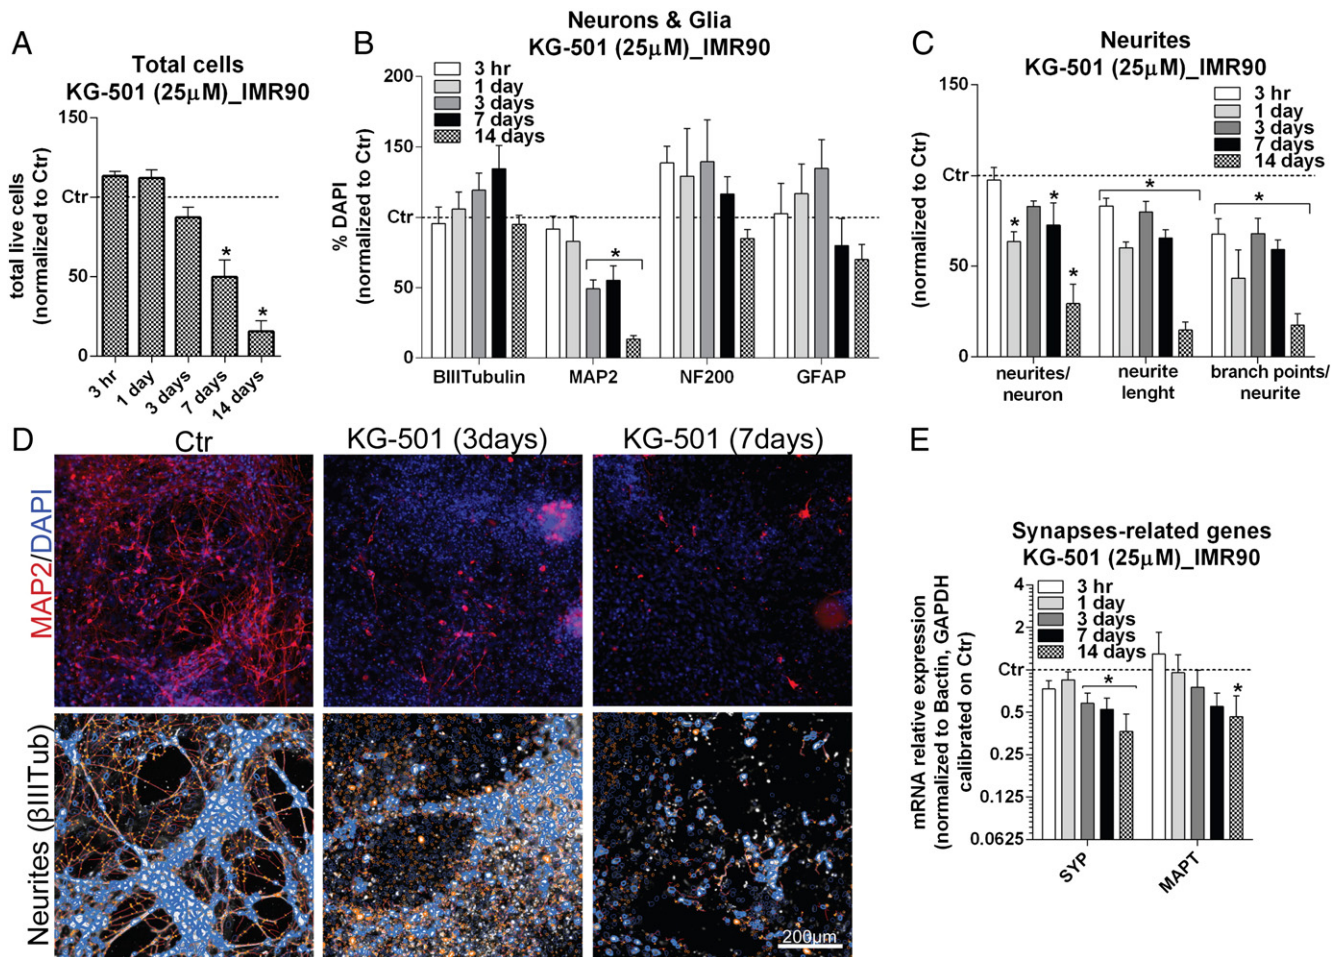 A
Total cells
KG-501 (25µM)_IMR90
total live cells
(normalized to Ctr)
150
Ctr
50
0
*
*
3 hr
1 day
3 days
7 days
14 days
B
Neurons & Glia
KG-501 (25µM)_IMR90
% DAPI
(normalized to Ctr)
200
150
Ctr
50
0
3 hr
1 day
3 days
7 days
14 days
*
BIIITubulin
MAP2
NF200
GFAP
C
Neurites
KG-501 (25µM)_IMR90
(normalized to Ctr)
150
Ctr
50
0
3 hr
1 day
3 days
7 days
14 days
*
*
*
*
*
neurites/
neuron
neurite
lenght
branch points/
neurite
D
Ctr
KG-501 (3days)
KG-501 (7days)
MAP2/DAPI
Neurites (βIIITub)
200µm
E
Synapses-related genes
KG-501 (25µM)_IMR90
mRNA relative expression
(normalized to Bactin, GAPDH
calibrated on Ctr)
4
2
Ctr
0.5
0.25
0.125
0.0625
3 hr
1 day
3 days
7 days
14 days
*
*
SYP
MAPT